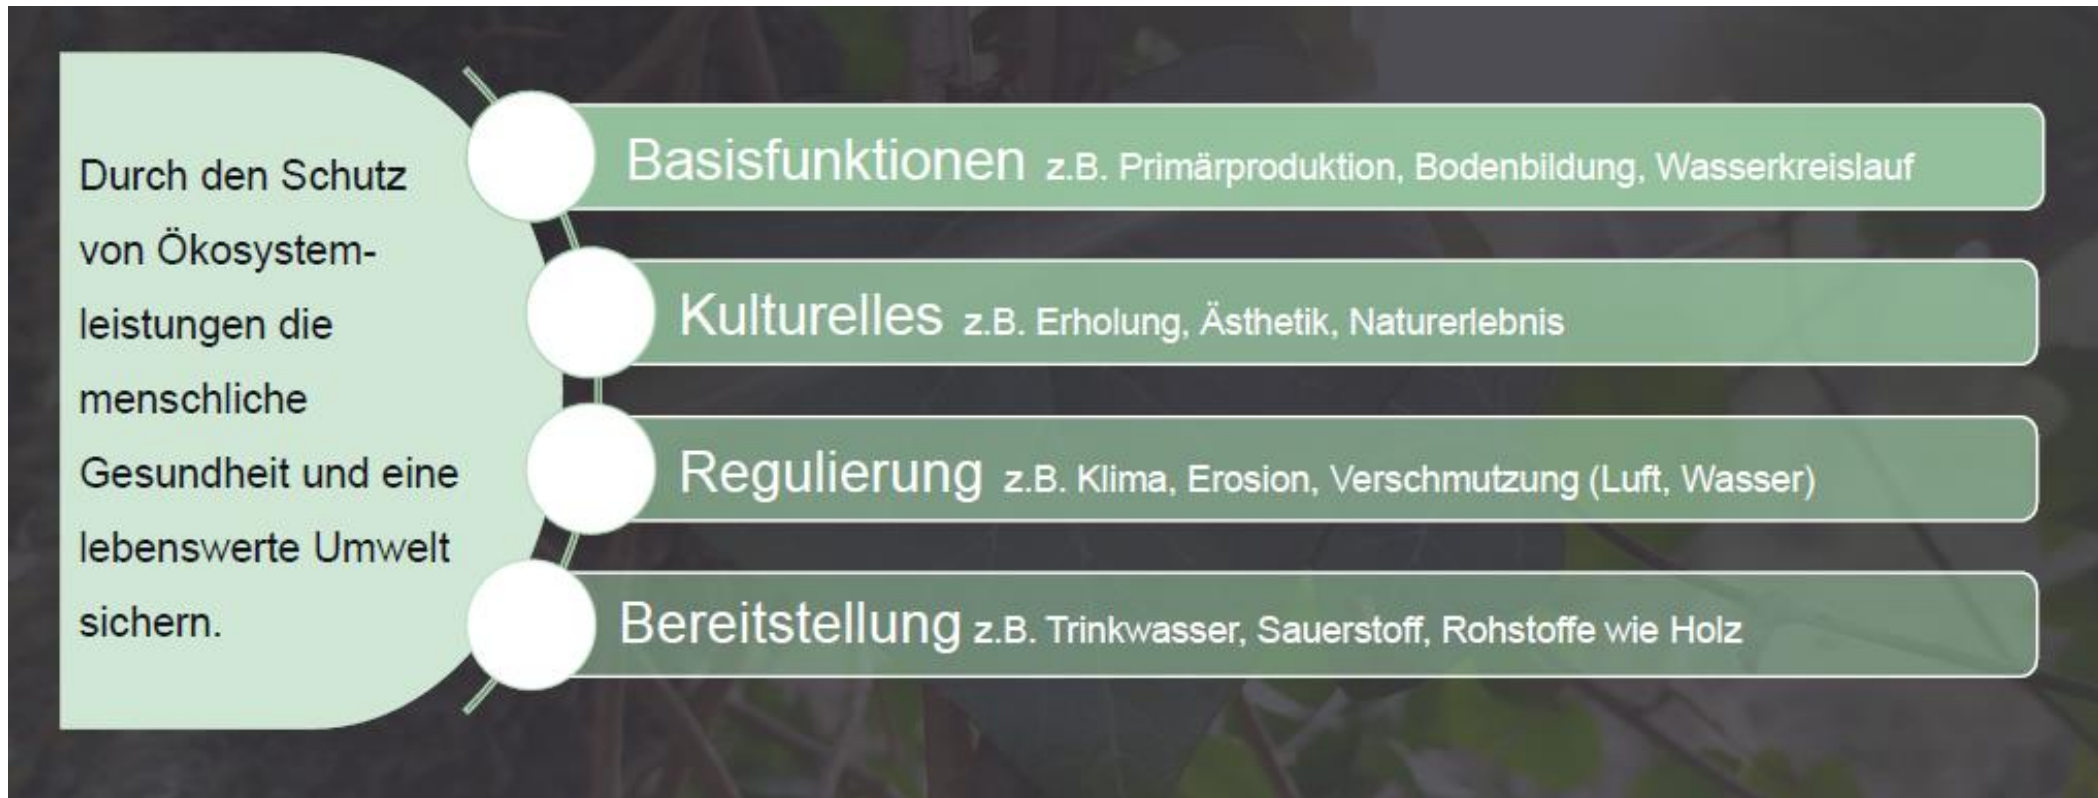 Durch den Schutz
von Ökosystem-
leistungen die
menschliche
Gesundheit und eine
lebenswerte Umwelt
sichern.
Basisfunktionen z.B. Primärproduktion, Bodenbildung, Wasserkreislauf
Kulturelles z.B. Erholung, Ästhetik, Naturerlebnis
Regulierung z.B. Klima, Erosion, Verschmutzung (Luft, Wasser)
Bereitstellung z.B. Trinkwasser, Sauerstoff, Rohstoffe wie Holz